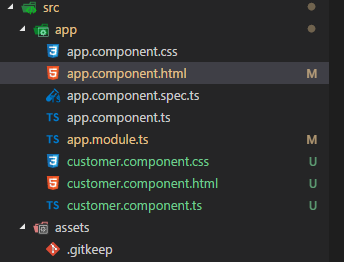 src
app
app.component.css
app.component.html M
app.component.spec.ts
TS app.component.ts
TS app.module.ts M
customer.component.css U
customer.component.html U
TS customer.component.ts U
assets
.gitkeep